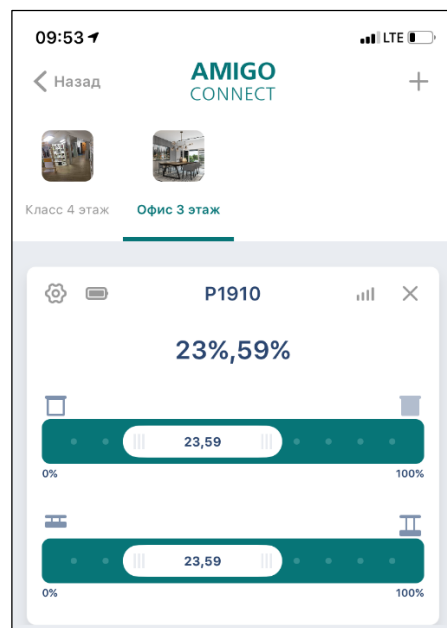 09:53 LTE
Назад
AMIGO
CONNECT
Класс 4 этаж
Офис 3 этаж
P1910
23%,59%
23,59
0% 100%
23,59
0% 100%